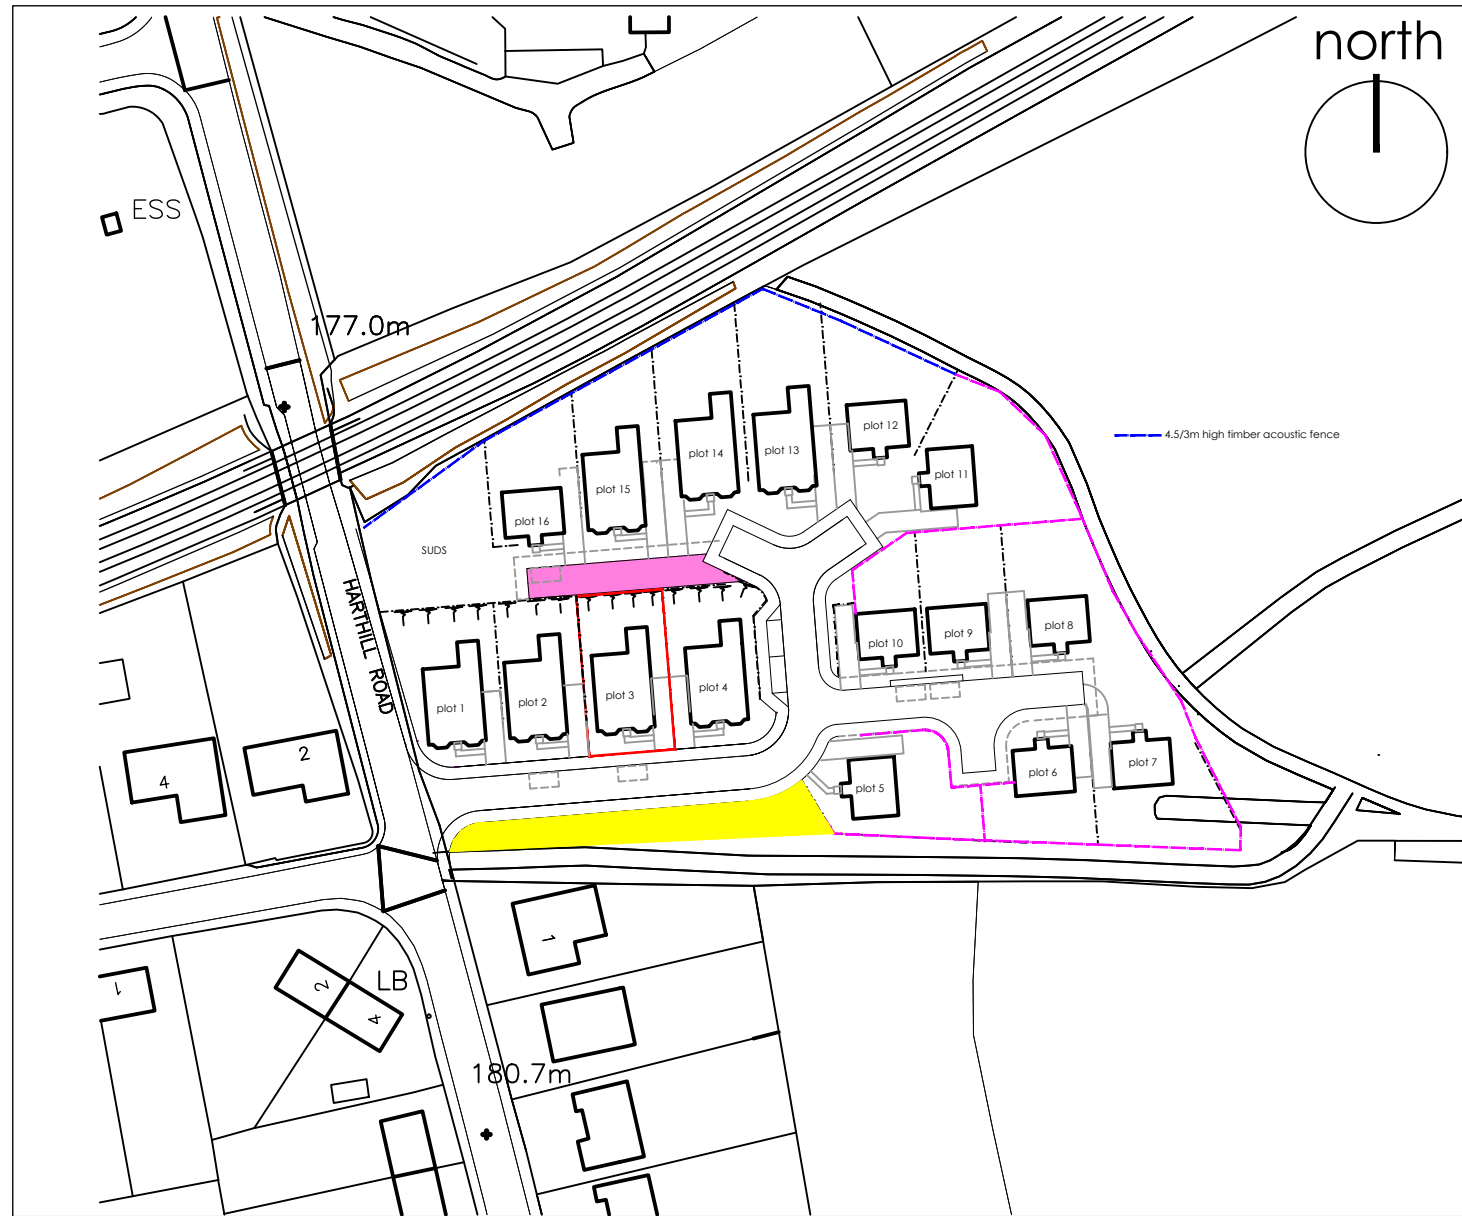 north
ESS
177.0m
plot 12
plot 14
plot 13
4.5/3m high timber acoustic fence
plot 11
plot 15
plot 16
SUDS
HARTHILL ROAD
plot 10
plot 9
plot 8
plot 3
plot 4
plot 1
plot 2
2
4
plot 5
plot 6
plot 7
1
LB
1
2
4
180.7m